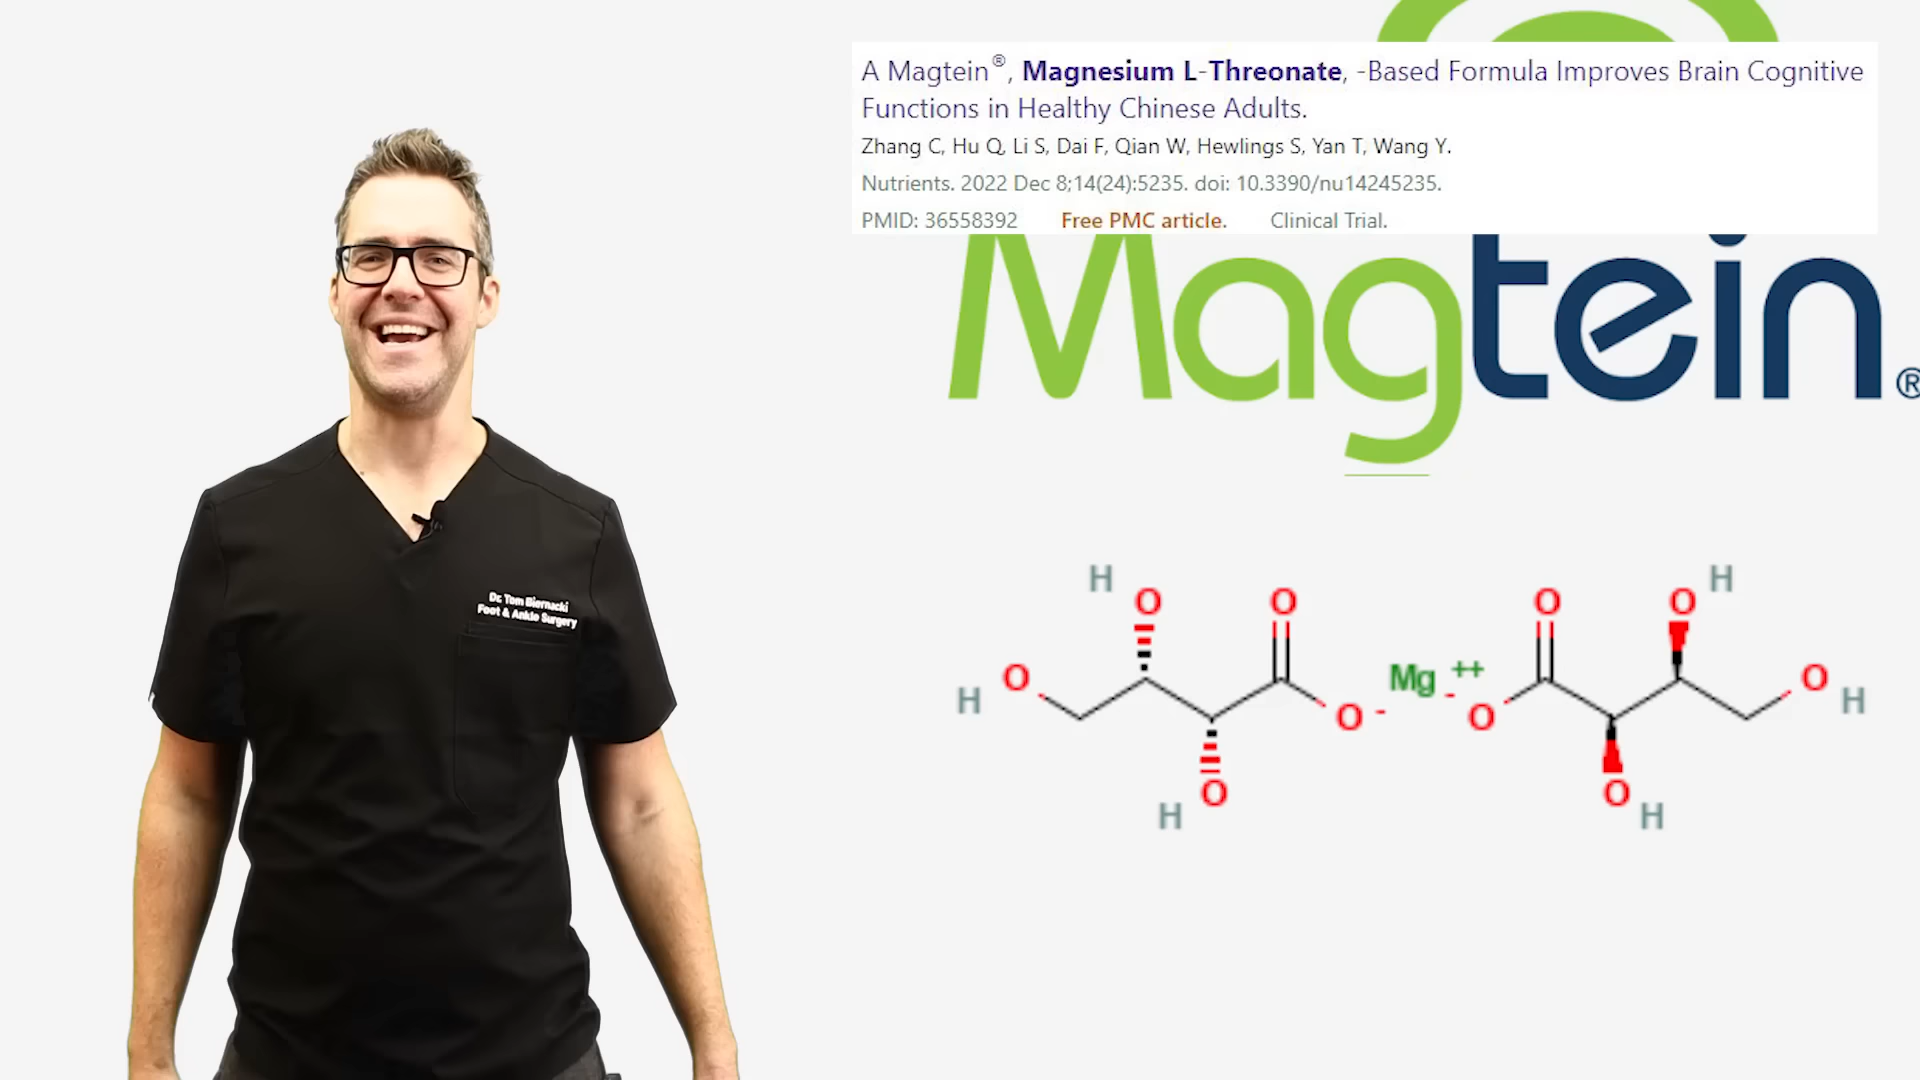 A Magtein®, Magnesium L-Threonate, -Based Formula Improves Brain Cognitive
Functions in Healthy Chinese Adults.
Zhang C, Hu Q, Li S, Dai F, Qian W, Hewlings S, Yan T, Wang Y.
Nutrients. 2022 Dec 8;14(24):5235. doi: 10.3390/nu14245235.
PMID: 36558392 Free PMC article. Clinical Trial.
Magtein®
Dr. Tom Biernacki
Foot & Ankle Surgery
H O O O O H
H O O - Mg ++ - O O H
H O O H